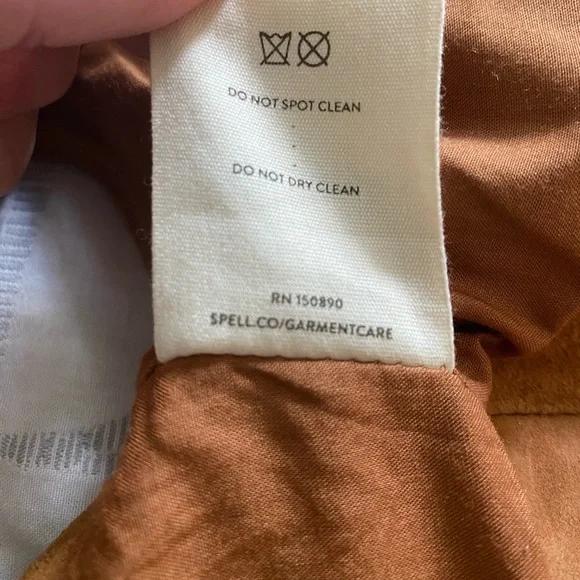 DO NOT SPOT CLEAN
DO NOT DRY CLEAN
RN 150890
SPELL.CO/GARMENTCARE